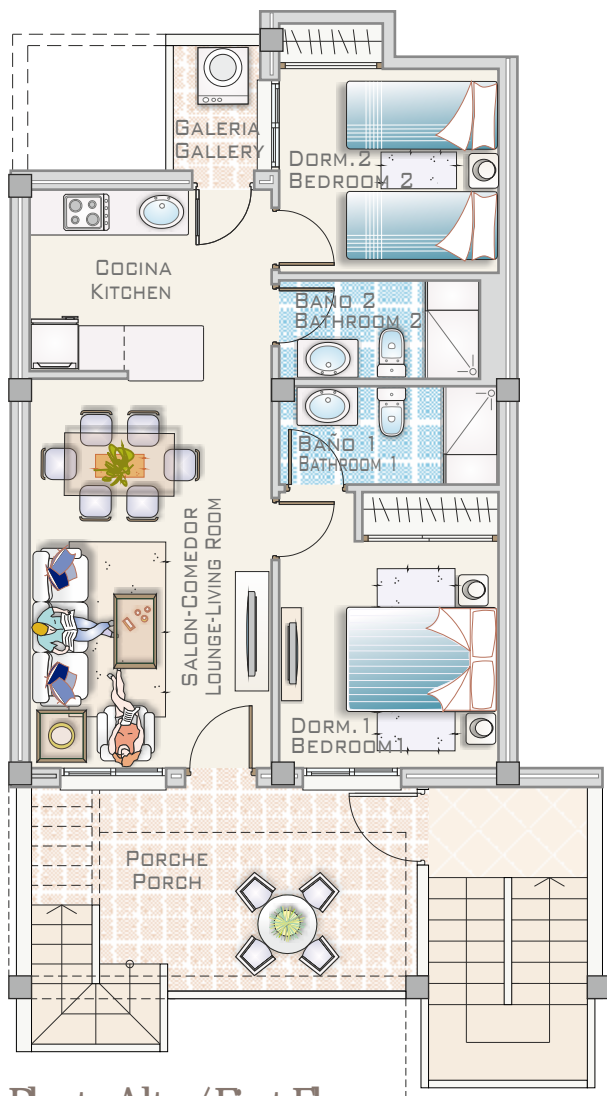 GALERIA
GALLERY
DORM.2
BEDROOM 2
COCINA
KITCHEN
BAÑO 2
BATHROOM 2
BAÑO 1
BATHROOM 1
SALON-COMEDOR
LOUNGE-LIVING ROOM
DORM.1
BEDROOM1
PORCHE
PORCH